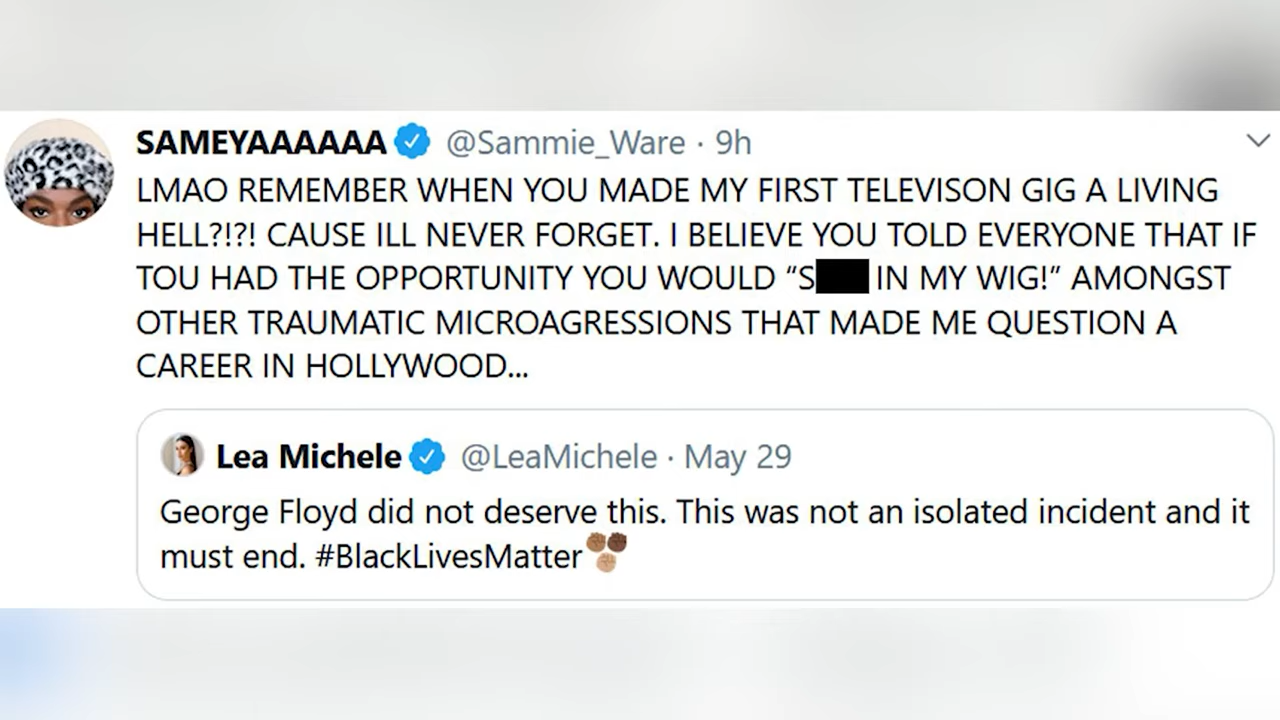 SAMEYAAAAAA @Sammie_Ware · 9h
LMAO REMEMBER WHEN YOU MADE MY FIRST TELEVISON GIG A LIVING
HELL?!?! CAUSE ILL NEVER FORGET. I BELIEVE YOU TOLD EVERYONE THAT IF
TOU HAD THE OPPORTUNITY YOU WOULD “S IN MY WIG!” AMONGST
OTHER TRAUMATIC MICROAGRESSIONS THAT MADE ME QUESTION A
CAREER IN HOLLYWOOD...
Lea Michele @LeaMichele · May 29
George Floyd did not deserve this. This was not an isolated incident and it
must end. #BlackLivesMatter✊🏾✊🏿✊🏼